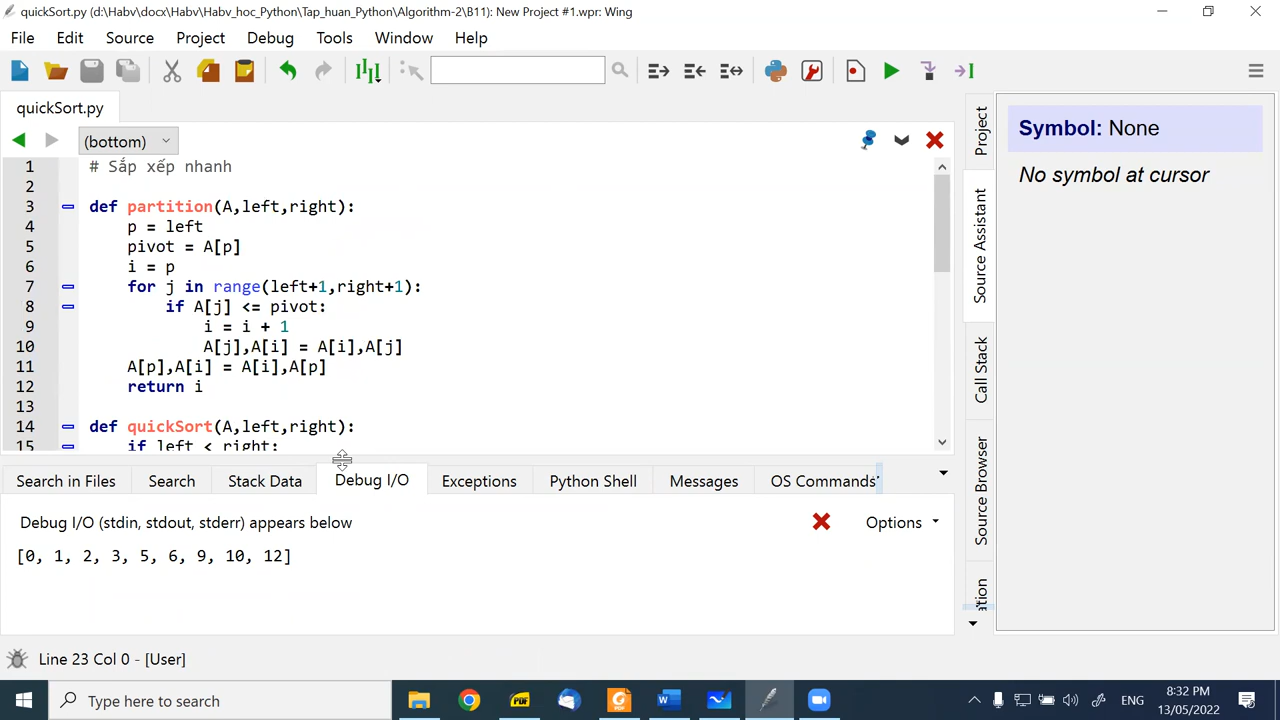 quickSort.py (d:\Habv\docx\Habv\Habv_hoc_Python\Tap_huan_Python\Algorithm-2\B11): New Project #1.wpr: Wing
File Edit Source Project Debug Tools Window Help
quickSort.py
(bottom)
1 # Sắp xếp nhanh
2
3 def partition(A,left,right):
4 p = left
5 pivot = A[p]
6 i = p
7 for j in range(left+1,right+1):
8 if A[j] <= pivot:
9 i = i + 1
10 A[j],A[i] = A[i],A[j]
11 A[p],A[i] = A[i],A[p]
12 return i
13
14 def quickSort(A,left,right):
15 if left < right:
Search in Files Search Stack Data Debug I/O Exceptions Python Shell Messages OS Commands
Debug I/O (stdin, stdout, stderr) appears below
Options
[0, 1, 2, 3, 5, 6, 9, 10, 12]
Project
Source Assistant
Call Stack
Source Browser
Symbol: None
No symbol at cursor
Line 23 Col 0 - [User]
Type here to search
PDF
PDF
W
ENG
8:32 PM
13/05/2022